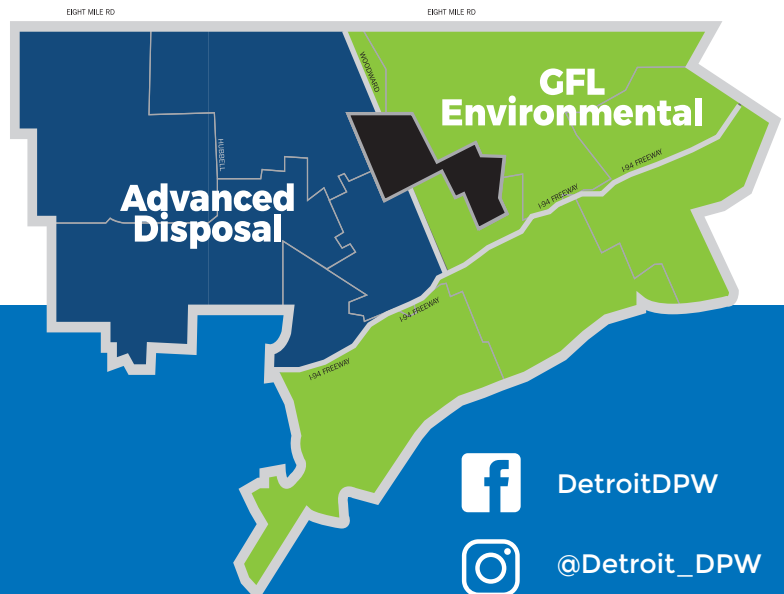 EIGHT MILE RD
EIGHT MILE RD
WOODWARD
GFL
Environmental
HUBBELL
I-94 FREEWAY
Advanced
Disposal
I-94 FREEWAY
I-94 FREEWAY
I-94 FREEWAY
DetroitDPW
@Detroit_DPW